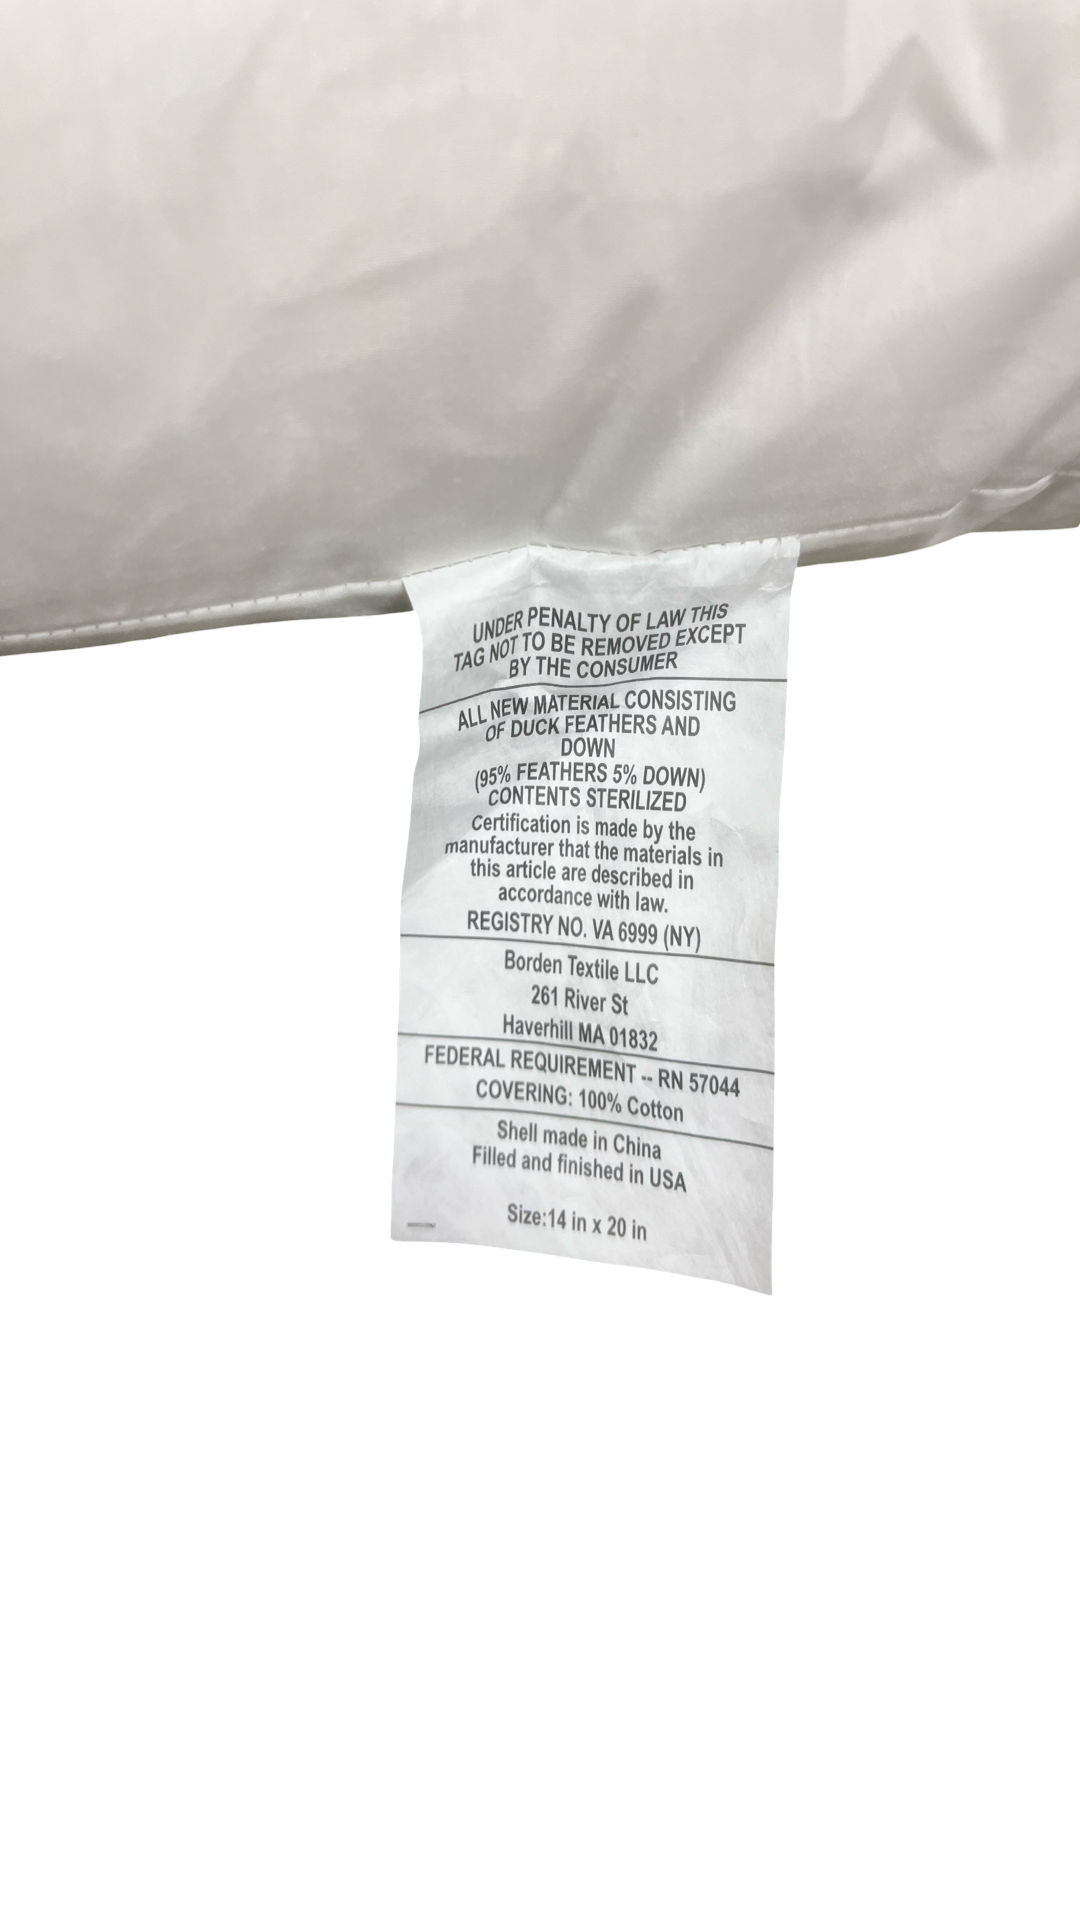 UNDER PENALTY OF LAW THIS
TAG NOT TO BE REMOVED EXCEPT
BY THE CONSUMER
ALL NEW MATERIAL CONSISTING
OF DUCK FEATHERS AND
DOWN
(95% FEATHERS 5% DOWN)
CONTENTS STERILIZED
Certification is made by the
manufacturer that the materials in
this article are described in
accordance with law.
REGISTRY NO. VA 6999 (NY)
Borden Textile LLC
261 River St
Haverhill MA 01832
FEDERAL REQUIREMENT -- RN 57044
COVERING: 100% Cotton
Shell made in China
Filled and finished in USA
Size:14 in x 20 in